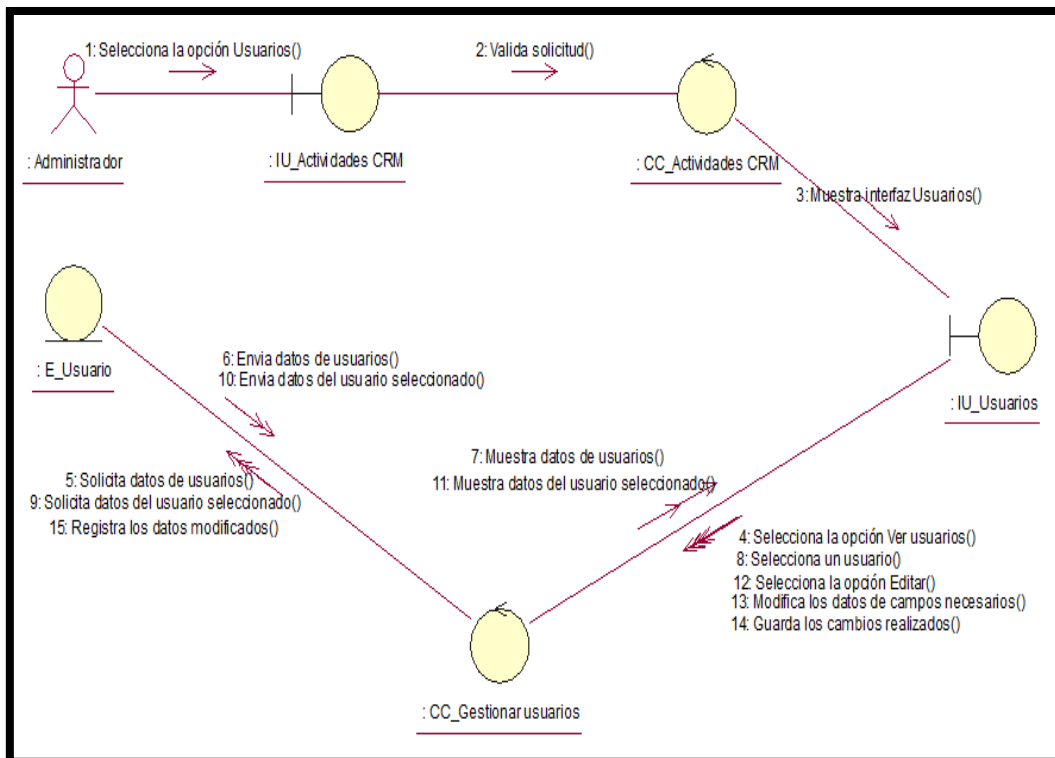 1: Selecciona la opción Usuarios()
2: Valida solicitud()
: Administrador
: IU_Actividades CRM
: CC_Actividades CRM
3: Muestra interfaz Usuarios()
: E_Usuario
6: Envia datos de usuarios()
10: Envia datos del usuario seleccionado()
: IU_Usuarios
7: Muestra datos de usuarios()
11: Muestra datos del usuario seleccionado()
5: Solicita datos de usuarios()
9: Solicita datos del usuario seleccionado()
15: Registra los datos modificados()
4: Selecciona la opción Ver usuarios()
8: Selecciona un usuario()
12: Selecciona la opción Editar()
13: Modifica los datos de campos necesarios()
14: Guarda los cambios realizados()
: CC_Gestionar usuarios